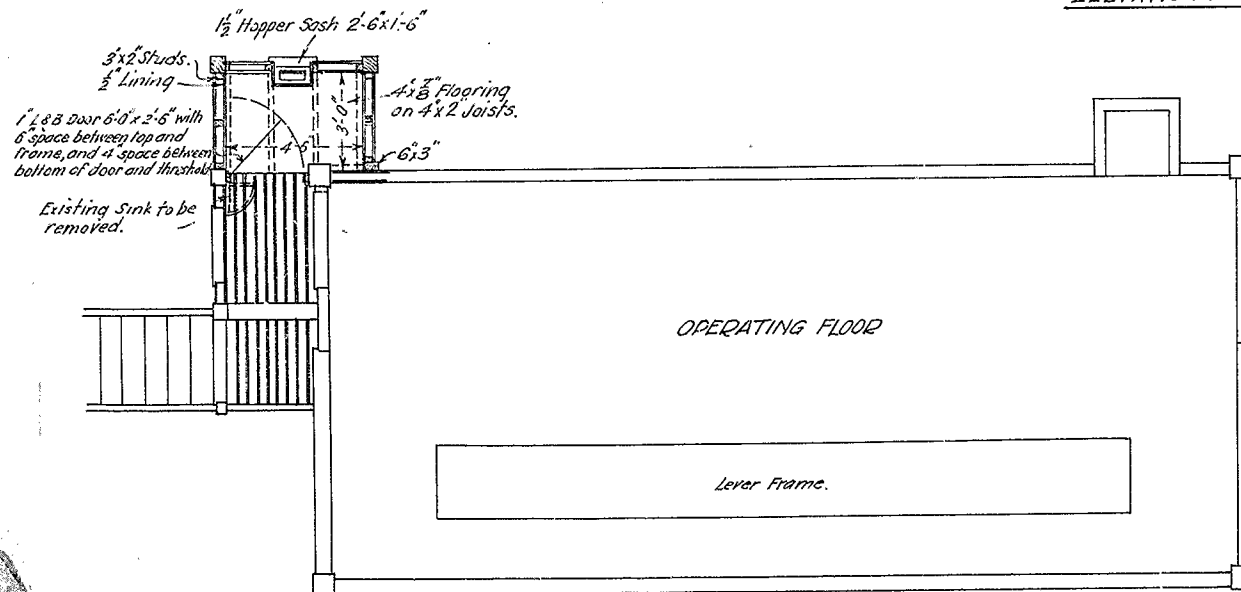 1½" Hopper Sash 2'-6"x1'-6"
3"x2" Studs.
½" Lining
1" L&B Door 6'-0" x 2'-6" with
6" space between top and
frame, and 4" space between
bottom of door and threshold
Existing Sink to be
removed.
4"x⅞" Flooring
on 4"x2" Joists.
3'-0"
4'-6"
6"x3"
OPERATING FLOOR
Lever Frame.